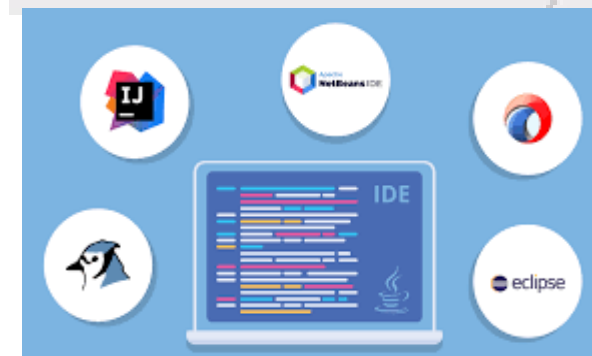 Apache
NetBeans IDE
IJ
IDE
eclipse